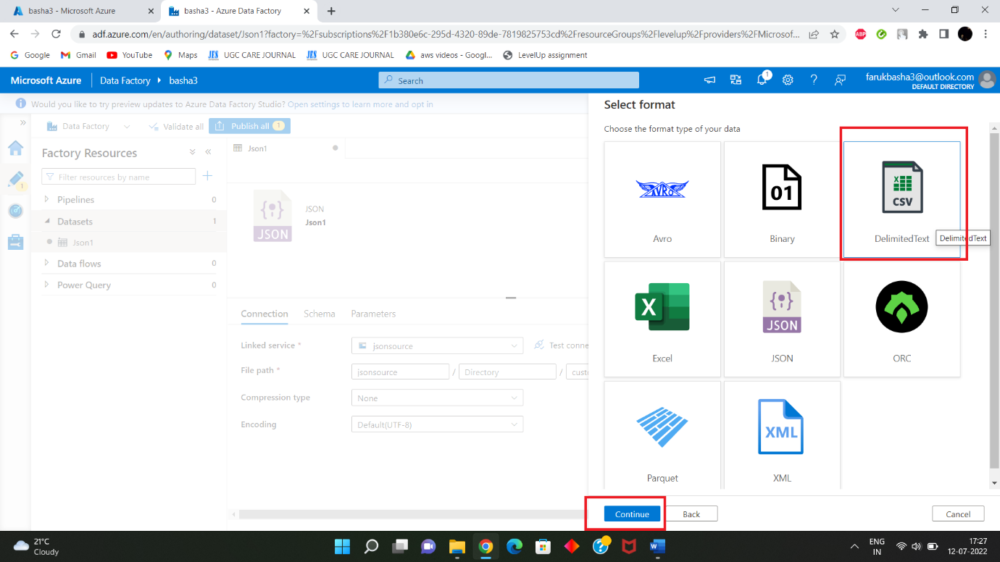 basha3 - Microsoft Azure
basha3 - Azure Data Factory
adf.azure.com/en/authoring/dataset/Json1?factory=%2Fsubscriptions%2F1b380e6c-295d-4320-89de-7819825753cd%2FresourceGroups%2Flevelup%2Fproviders%2FMicrosof...
ABP
Google Gmail YouTube Maps JES UGC CARE JOURNAL JES UGC CARE JOURNAL aws videos - Googl... LevelUp assignment
Microsoft Azure Data Factory basha3 Search 1 farukbasha3@outlook.com
DEFAULT DIRECTORY
Would you like to try preview updates to Azure Data Factory Studio? Open settings to learn more and opt in
Data Factory Validate all Publish all 1
Factory Resources
Filter resources by name
1
Pipelines 0
Datasets 1
Json1
Data flows 0
Power Query 0
Json1
JSON
JSON
Json1
Connection Schema Parameters
Linked service * jsonsource Test conne
File path * jsonsource / Directory / custo
Compression type None
Encoding Default(UTF-8)
Select format
Choose the format type of your data
AVRO
Avro
01
Binary
CSV
DelimitedText
DelimitedText
X
Excel
JSON
JSON
ORC
Parquet
XML
XML
Continue Back Cancel
21°C
Cloudy
ENG
IN
17:27
12-07-2022